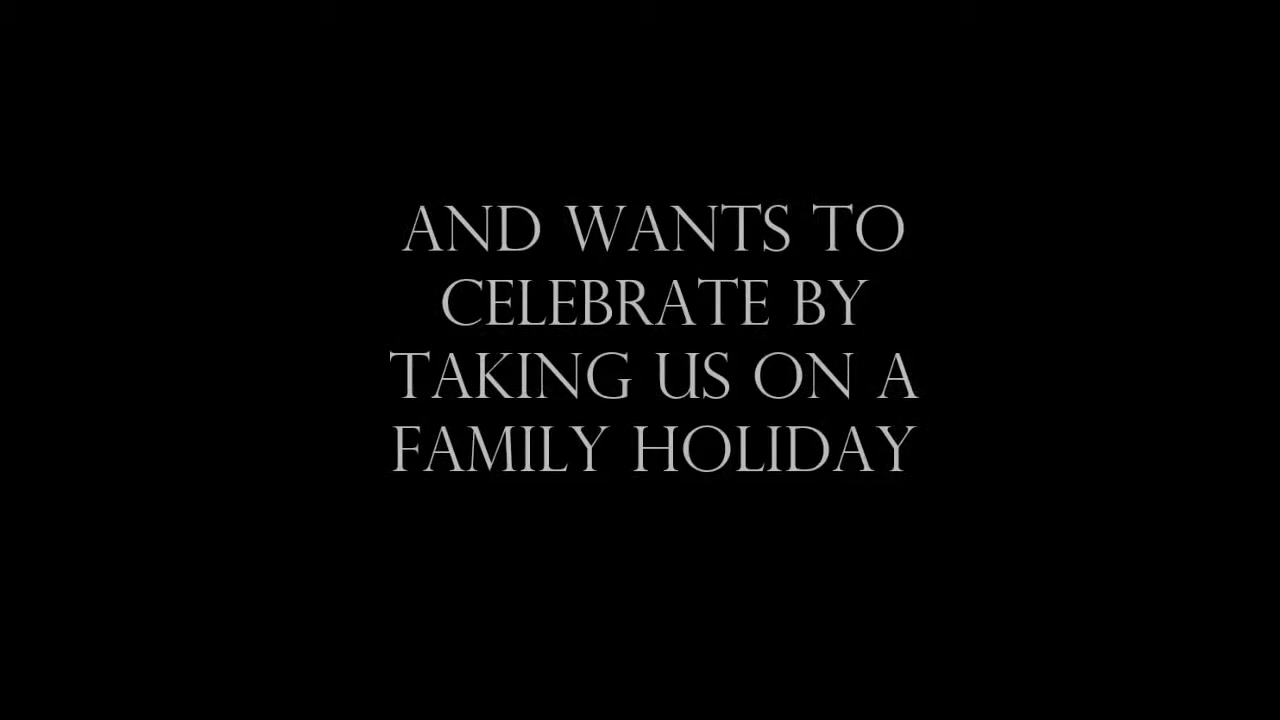 AND WANTS TO
CELEBRATE BY
TAKING US ON A
FAMILY HOLIDAY